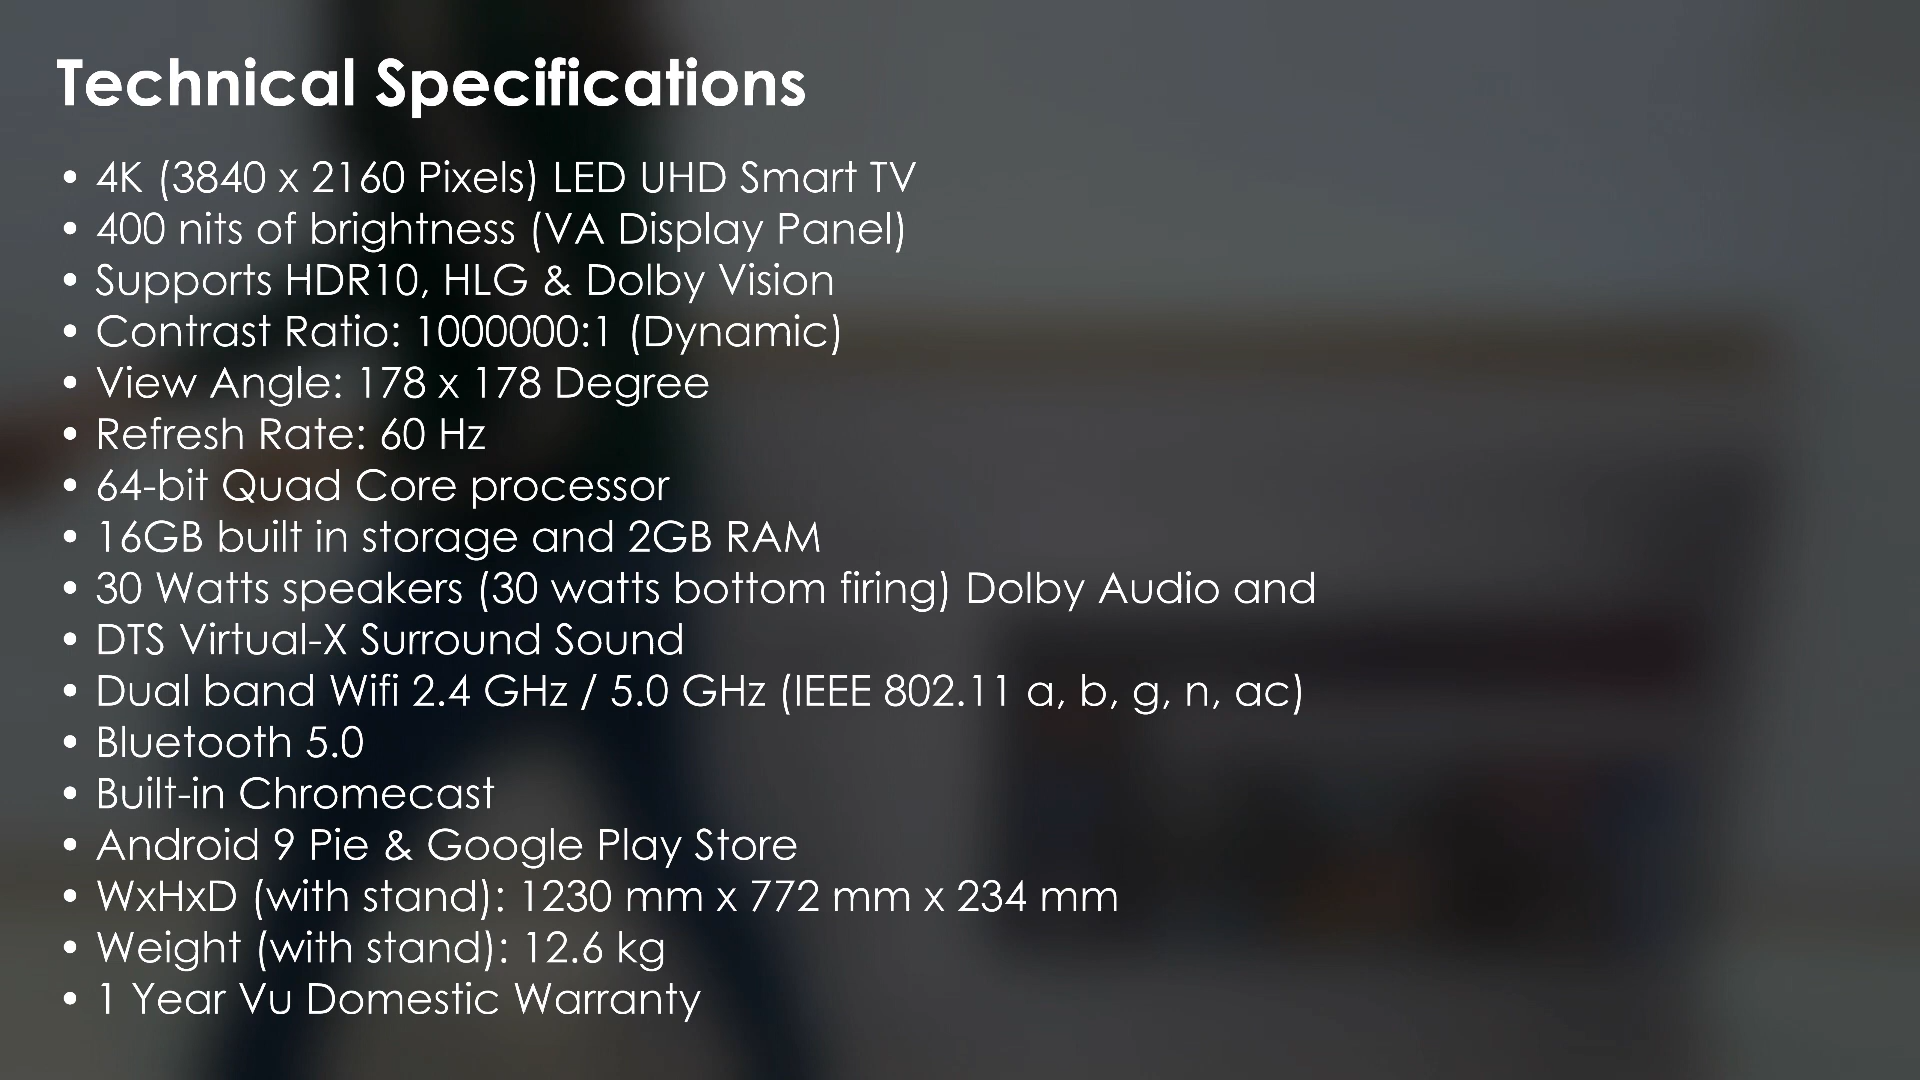 Technical Specifications
• 4K (3840 x 2160 Pixels) LED UHD Smart TV
• 400 nits of brightness (VA Display Panel)
• Supports HDR10, HLG & Dolby Vision
• Contrast Ratio: 1000000:1 (Dynamic)
• View Angle: 178 x 178 Degree
• Refresh Rate: 60 Hz
• 64-bit Quad Core processor
• 16GB built in storage and 2GB RAM
• 30 Watts speakers (30 watts bottom firing) Dolby Audio and
• DTS Virtual-X Surround Sound
• Dual band Wifi 2.4 GHz / 5.0 GHz (IEEE 802.11 a, b, g, n, ac)
• Bluetooth 5.0
• Built-in Chromecast
• Android 9 Pie & Google Play Store
• WxHxD (with stand): 1230 mm x 772 mm x 234 mm
• Weight (with stand): 12.6 kg
• 1 Year Vu Domestic Warranty